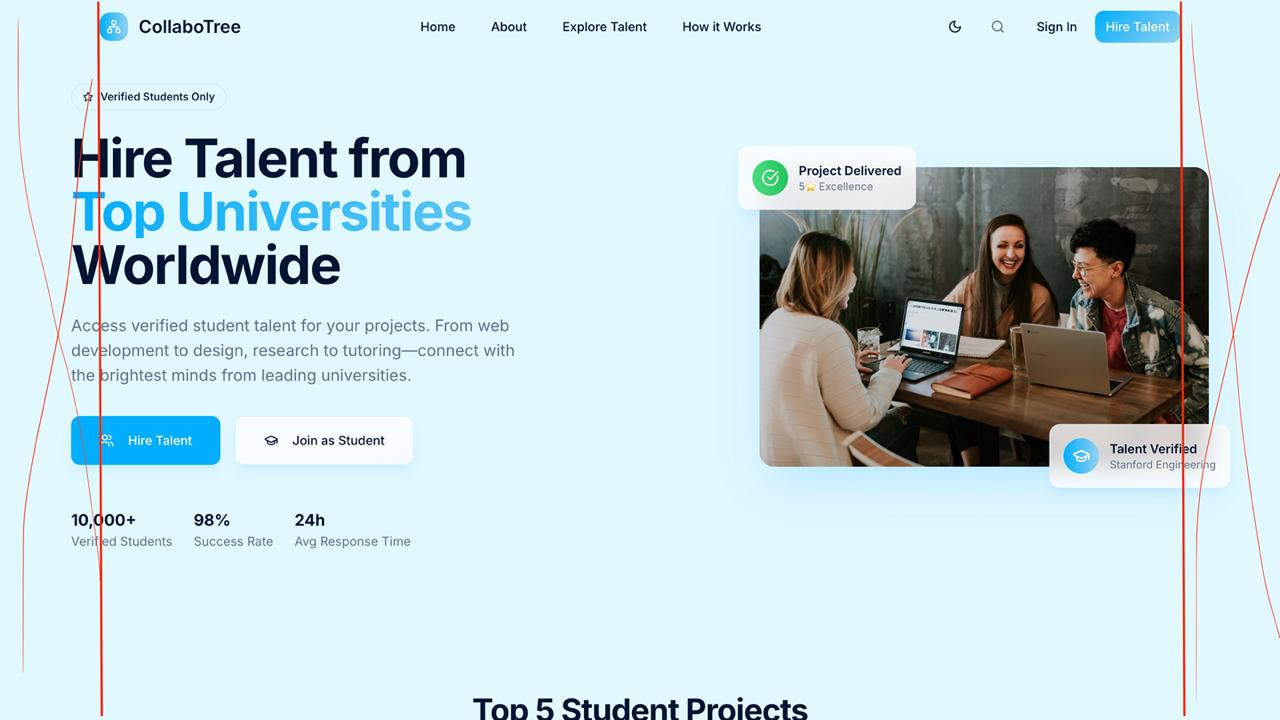 CollaboTree
Home
About
Explore Talent
How it Works
Sign In
Hire Talent
Verified Students Only
Hire Talent from
Top Universities
Worldwide
Access verified student talent for your projects. From web
development to design, research to tutoring—connect with
the brightest minds from leading universities.
Hire Talent
Join as Student
10,000+
Verified Students
98%
Success Rate
24h
Avg Response Time
Project Delivered
5⭐ Excellence
Talent Verified
Stanford Engineering
Top 5 Student Projects